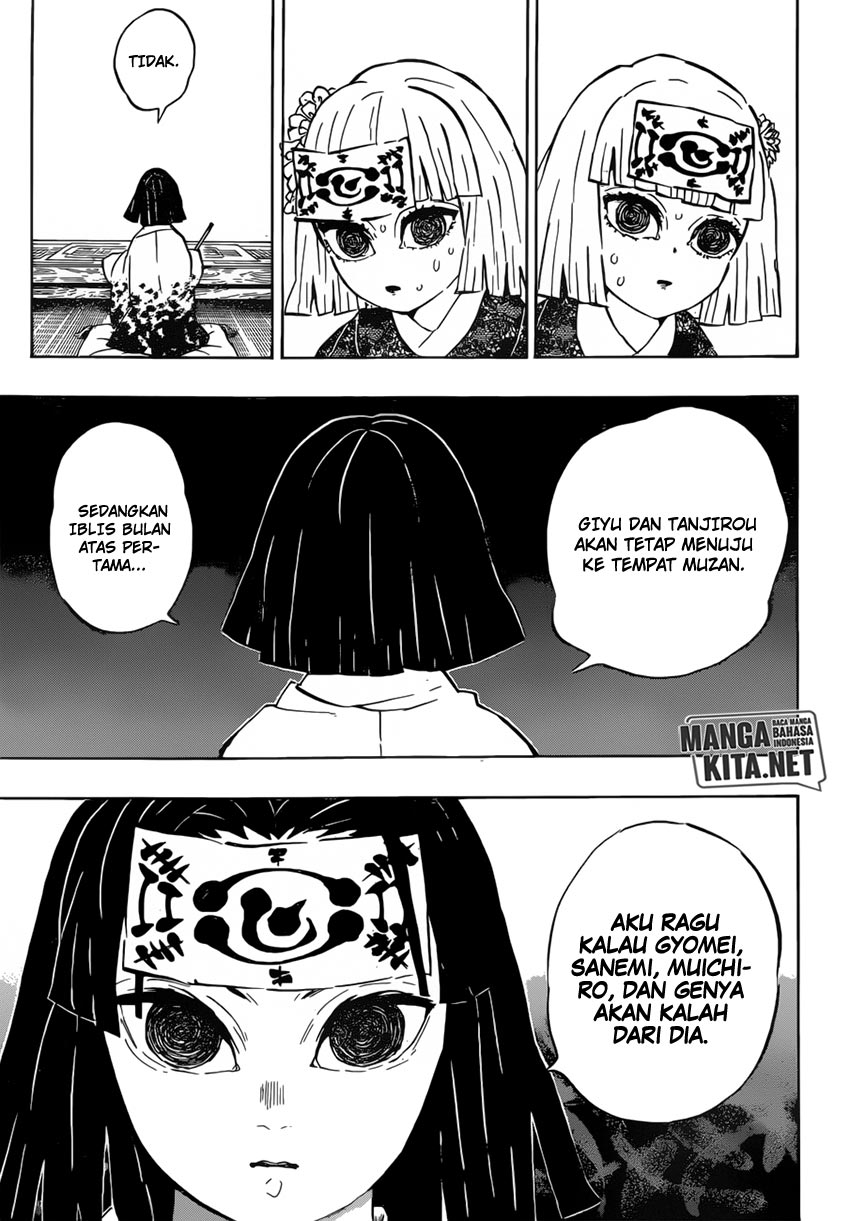 TIDAK.
GIYU DAN TANJIROU
AKAN TETAP MENUJU
KE TEMPAT MUZAN.
SEDANGKAN
IBLIS BULAN
ATAS PER-
TAMA...
MANGA
KITA.NET
BACA MANGA
BAHASA
INDONESIA
AKU RAGU
KALAU GYOMEI,
SANEMI, MUICHI-
RO, DAN GENYA
AKAN KALAH
DARI DIA.